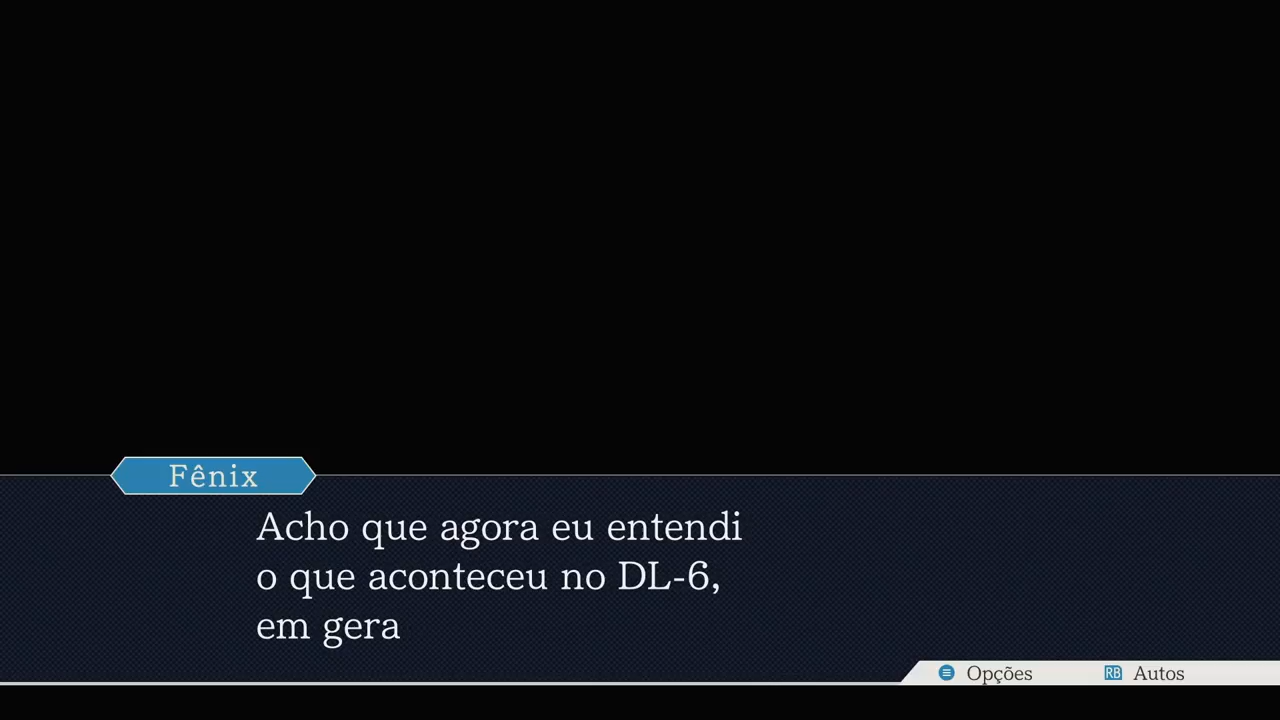 Fênix
Acho que agora eu entendi
o que aconteceu no DL-6,
em gera
Opções
RB Autos